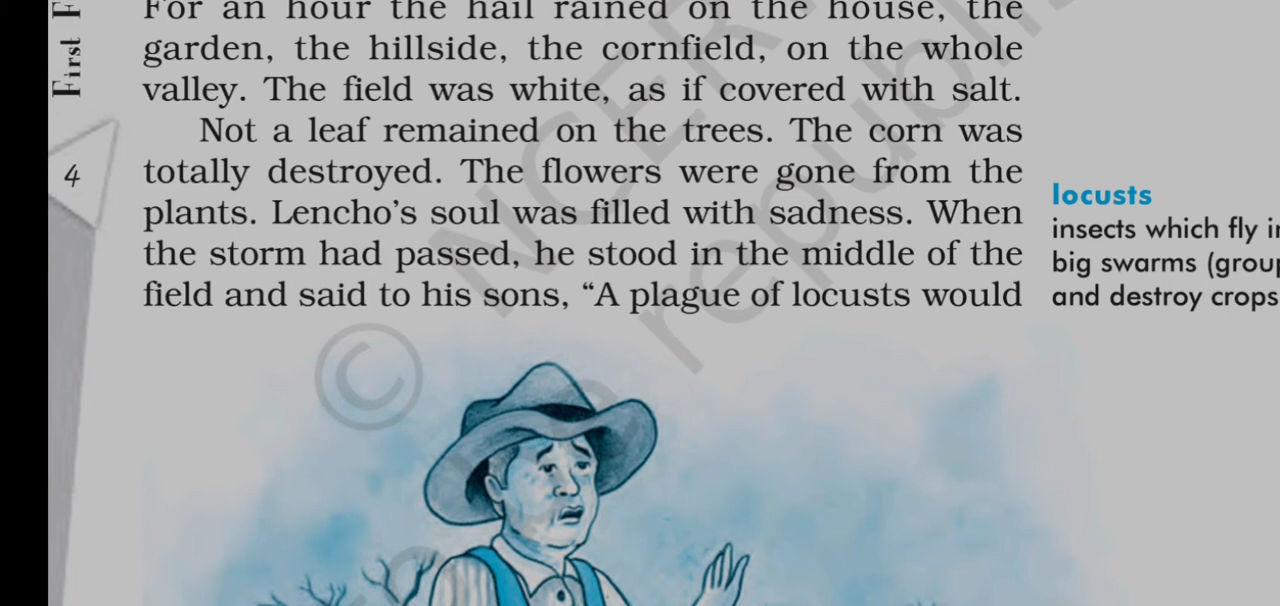 For an hour the hail rained on the house, the
garden, the hillside, the cornfield, on the whole
valley. The field was white, as if covered with salt.
Not a leaf remained on the trees. The corn was
totally destroyed. The flowers were gone from the
plants. Lencho's soul was filled with sadness. When
the storm had passed, he stood in the middle of the
field and said to his sons, “A plague of locusts would
locusts
insects which fly in
big swarms (group
and destroy crops
First F
4
© NCER
republi